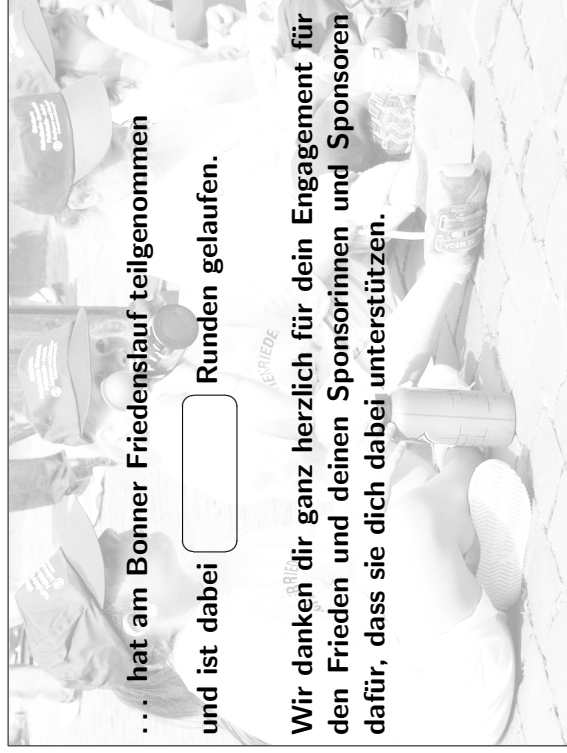 ... hat am Bonner Friedenslauf teilgenommen
und ist dabei Runden gelaufen.
Wir danken dir ganz herzlich für dein Engagement für
den Frieden und deinen Sponsorinnen und Sponsoren
dafür, dass sie dich dabei unterstützen.